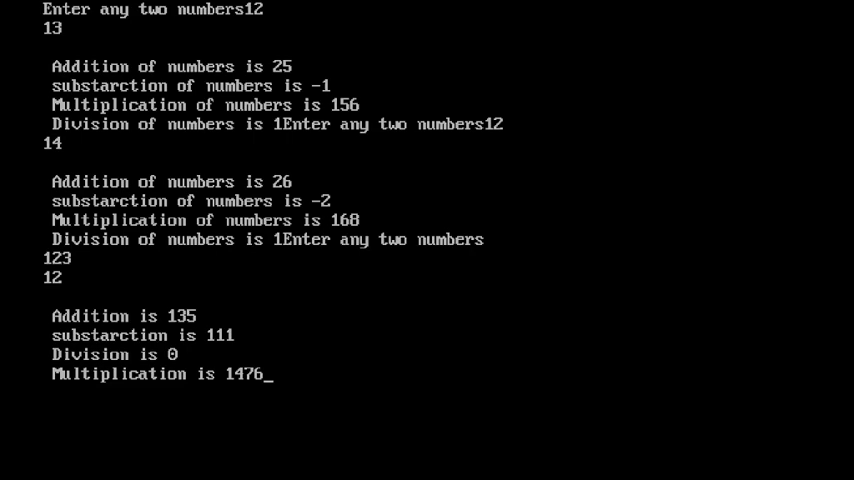 Enter any two numbers12
13
Addition of numbers is 25
substarction of numbers is -1
Multiplication of numbers is 156
Division of numbers is 1Enter any two numbers12
14
Addition of numbers is 26
substarction of numbers is -2
Multiplication of numbers is 168
Division of numbers is 1Enter any two numbers
123
12
Addition is 135
substarction is 111
Division is 0
Multiplication is 1476_